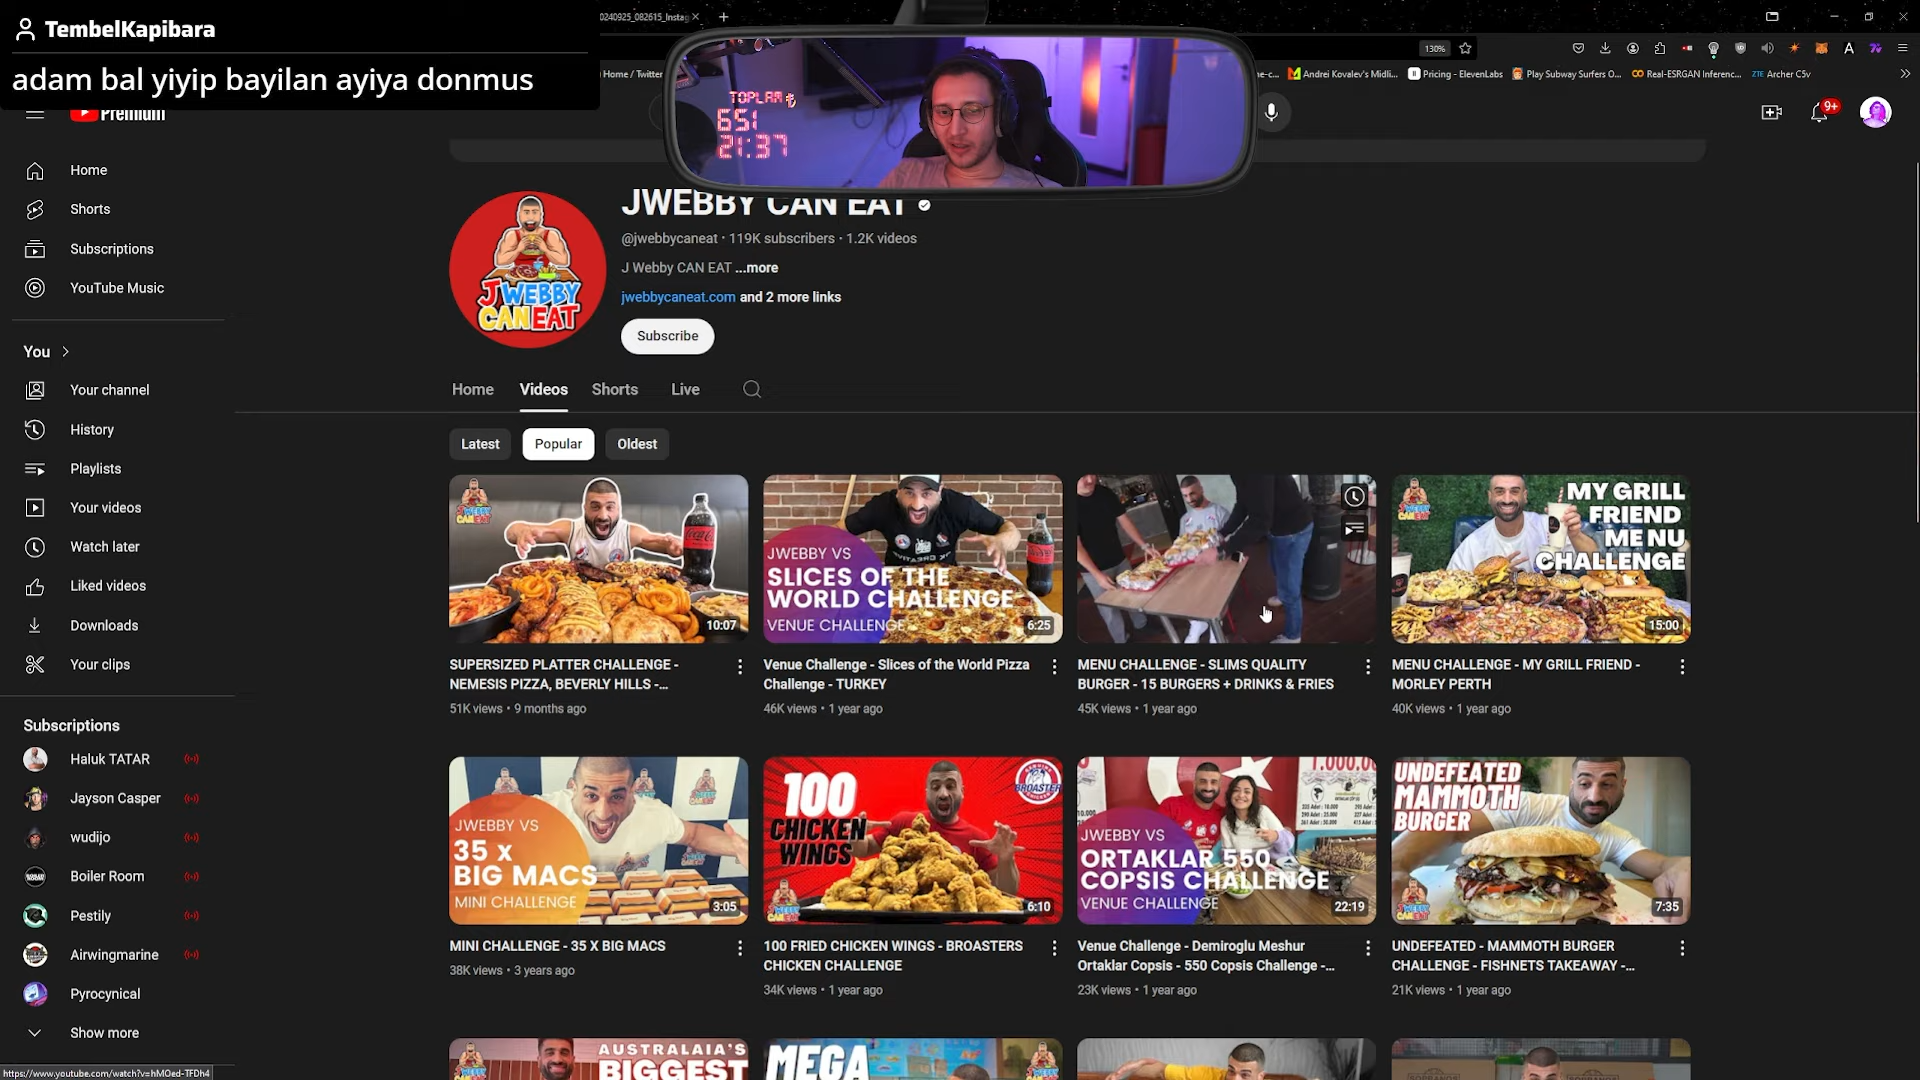 TembelKapibara
adam bal yiyip bayilan ayiya donmus
0240925_082615_Insta
130%
Home / Twitter
Andrei Kovalev's Midli...
Pricing - ElevenLabs
Play Subway Surfers O...
Real-ESRGAN Inferenc...
ZTE Archer C5v
TOPLAM
651
21:37
Premium
9+
Home
Shorts
Subscriptions
YouTube Music
You
Your channel
History
Playlists
Your videos
Watch later
Liked videos
Downloads
Your clips
Subscriptions
Haluk TATAR
Jayson Casper
wudijo
Boiler Room
Pestily
Airwingmarine
Pyrocynical
Show more
https://www.youtube.com/watch?v=hMOed-TFDh4
JWEBBY CAN EAT
JWEBBY CAN EAT
@jwebbycaneat · 119K subscribers · 1.2K videos
J Webby CAN EAT ...more
jwebbycaneat.com and 2 more links
Subscribe
Home Videos Shorts Live
Latest Popular Oldest
10:07
SUPERSIZED PLATTER CHALLENGE -
NEMESIS PIZZA, BEVERLY HILLS -...
51K views · 9 months ago
JWEBBY VS
SLICES OF THE
WORLD CHALLENGE
VENUE CHALLENGE
6:25
Venue Challenge - Slices of the World Pizza
Challenge - TURKEY
46K views · 1 year ago
MENU CHALLENGE - SLIMS QUALITY
BURGER - 15 BURGERS + DRINKS & FRIES
45K views · 1 year ago
MY GRILL
FRIEND
MENU
CHALLENGE
15:00
MENU CHALLENGE - MY GRILL FRIEND -
MORLEY PERTH
40K views · 1 year ago
JWEBBY VS
35 x
BIG MACS
MINI CHALLENGE
3:05
MINI CHALLENGE - 35 X BIG MACS
38K views · 3 years ago
100
CHICKEN
WINGS
BROASTER
6:10
100 FRIED CHICKEN WINGS - BROASTERS
CHICKEN CHALLENGE
34K views · 1 year ago
1.000.0
JWEBBY VS
ORTAKLAR 550
COPSIS CHALLENGE
VENUE CHALLENGE
22:19
Venue Challenge - Demiroglu Meshur
Ortaklar Copsis - 550 Copsis Challenge -...
23K views · 1 year ago
UNDEFEATED
MAMMOTH
BURGER
7:35
UNDEFEATED - MAMMOTH BURGER
CHALLENGE - FISHNETS TAKEAWAY -...
21K views · 1 year ago
AUSTRALAIA'S
BIGGEST
MEGA